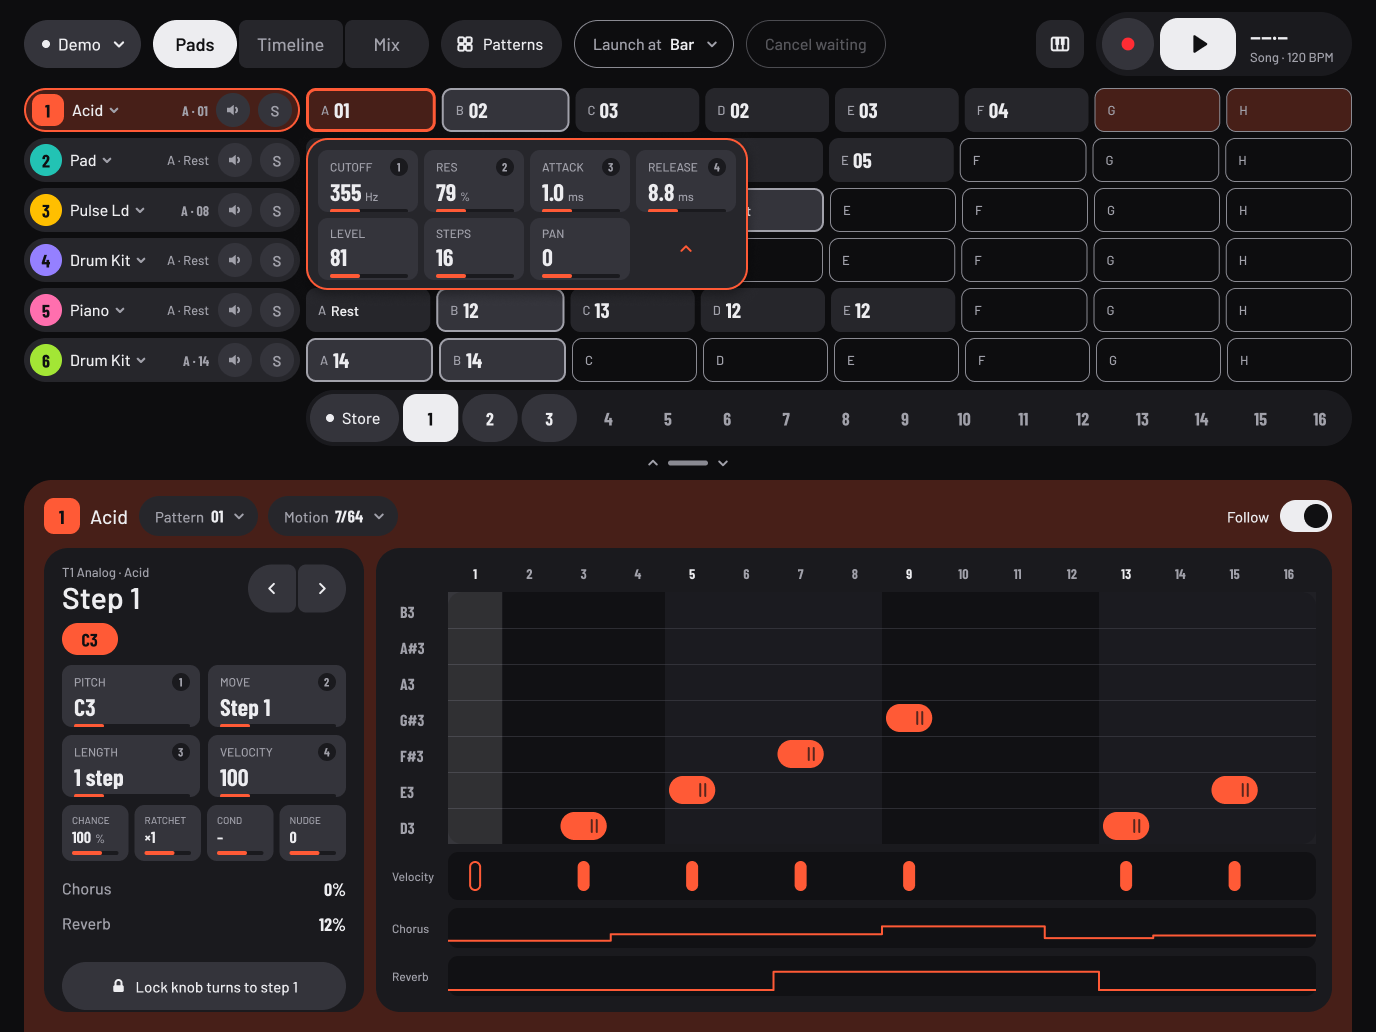 Demo Pads Timeline Mix Patterns Launch at Bar Cancel waiting --.- Song · 120 BPM
1 Acid A · 01 S A 01 B 02 C 03 D 02 E 03 F 04 G H
2 Pad A · Rest S E 05 F G H
3 Pulse Ld A · 08 S E F G H
4 Drum Kit A · Rest S E F G H
5 Piano A · Rest S A Rest B 12 C 13 D 12 E 12 F G H
6 Drum Kit A · 14 S A 14 B 14 C D E F G H
CUTOFF 1 RES 2 ATTACK 3 RELEASE 4
355 Hz 79 % 1.0 ms 8.8 ms
LEVEL STEPS PAN
81 16 0
Store 1 2 3 4 5 6 7 8 9 10 11 12 13 14 15 16
1 Acid Pattern 01 Motion 7/64 Follow
T1 Analog · Acid
Step 1
C3
PITCH 1 MOVE 2
C3 Step 1
LENGTH 3 VELOCITY 4
1 step 100
CHANCE RATCHET COND NUDGE
100 % ×1 – 0
Chorus 0%
Reverb 12%
Lock knob turns to step 1
1 2 3 4 5 6 7 8 9 10 11 12 13 14 15 16
B3
A#3
A3
G#3
F#3
E3
D3
Velocity
Chorus
Reverb